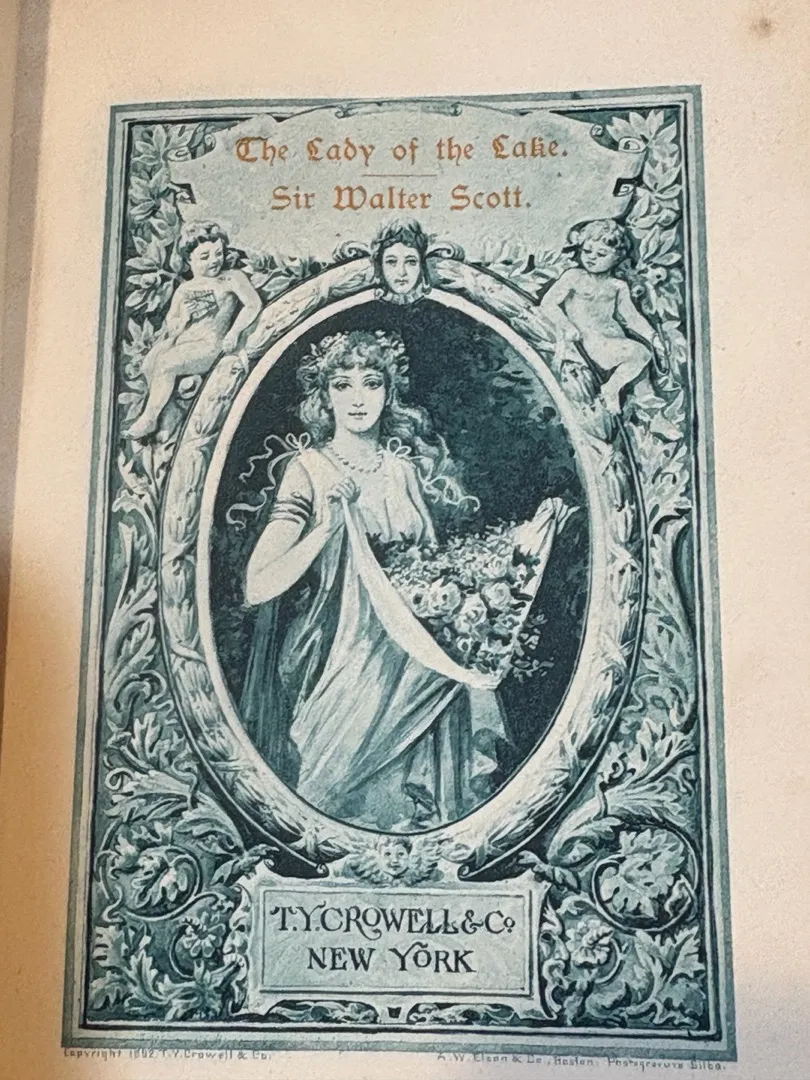 The Lady of the Lake.
Sir Walter Scott.
T.Y. CROWELL & Co.
NEW YORK
Copyright 1892, T.Y. Crowell & Co.
A.W. Elson & Co., Boston. Photogravure